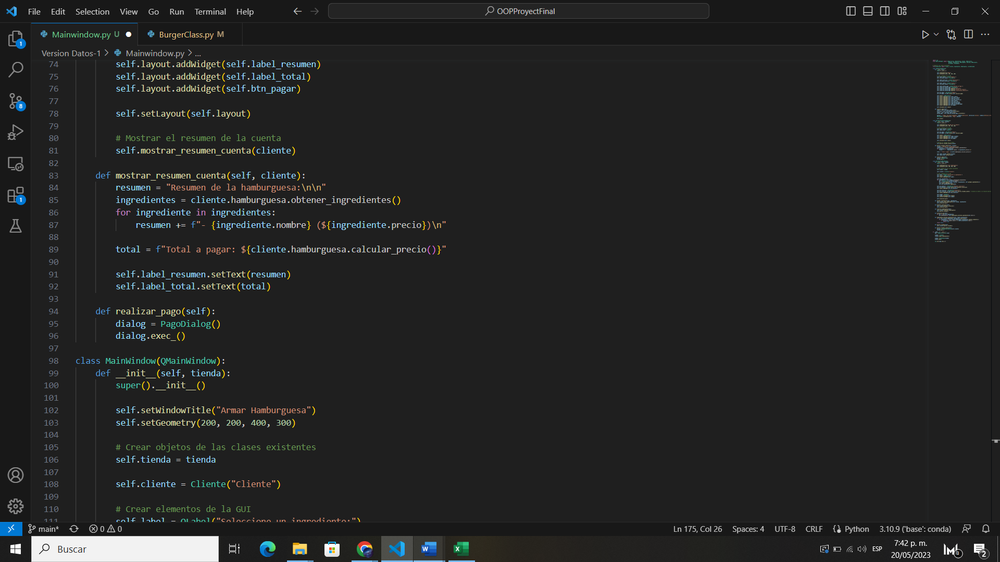 File Edit Selection View Go Run Terminal Help
OOPProyectFinal
Mainwindow.py U
BurgerClass.py M
Version Datos-1 > Mainwindow.py > ...
74 self.layout.addWidget(self.label_resumen)
75 self.layout.addWidget(self.label_total)
76 self.layout.addWidget(self.btn_pagar)
77
78 self.setLayout(self.layout)
79
80 # Mostrar el resumen de la cuenta
81 self.mostrar_resumen_cuenta(cliente)
82
83 def mostrar_resumen_cuenta(self, cliente):
84 resumen = "Resumen de la hamburguesa:\n\n"
85 ingredientes = cliente.hamburguesa.obtener_ingredientes()
86 for ingrediente in ingredientes:
87 resumen += f"- {ingrediente.nombre} (${ingrediente.precio})\n"
88
89 total = f"Total a pagar: ${cliente.hamburguesa.calcular_precio()}"
90
91 self.label_resumen.setText(resumen)
92 self.label_total.setText(total)
93
94 def realizar_pago(self):
95 dialog = PagoDialog()
96 dialog.exec_()
97
98 class MainWindow(QMainWindow):
99 def __init__(self, tienda):
100 super().__init__()
101
102 self.setWindowTitle("Armar Hamburguesa")
103 self.setGeometry(200, 200, 400, 300)
104
105 # Crear objetos de las clases existentes
106 self.tienda = tienda
107
108 self.cliente = Cliente("Cliente")
109
110 # Crear elementos de la GUI
111 self.label = QLabel("Seleccione un ingrediente:")
1
8
1
main* 0 0 Ln 175, Col 26 Spaces: 4 UTF-8 CRLF Python 3.10.9 ('base': conda)
Buscar
ESP
7:42 p. m.
20/05/2023
3
2